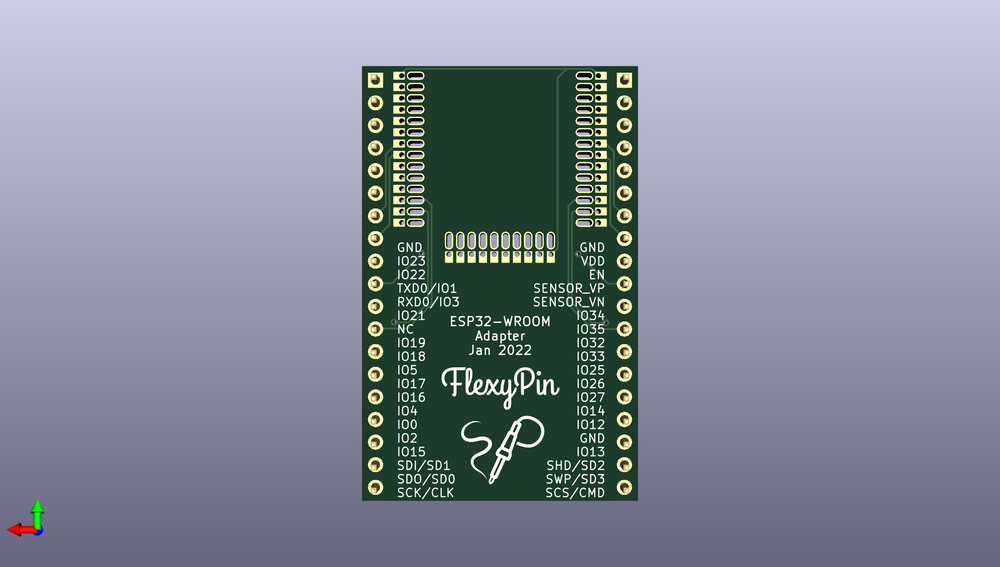 GND
IO23
IO22
TXD0/IO1
RXD0/IO3
IO21
NC
IO19
IO18
IO5
IO17
IO16
IO4
IO0
IO2
IO15
SDI/SD1
SDO/SD0
SCK/CLK
ESP32-WROOM
Adapter
Jan 2022
FlexyPin
GND
VDD
EN
SENSOR_VP
SENSOR_VN
IO34
IO35
IO32
IO33
IO25
IO26
IO27
IO14
IO12
GND
IO13
SHD/SD2
SWP/SD3
SCS/CMD